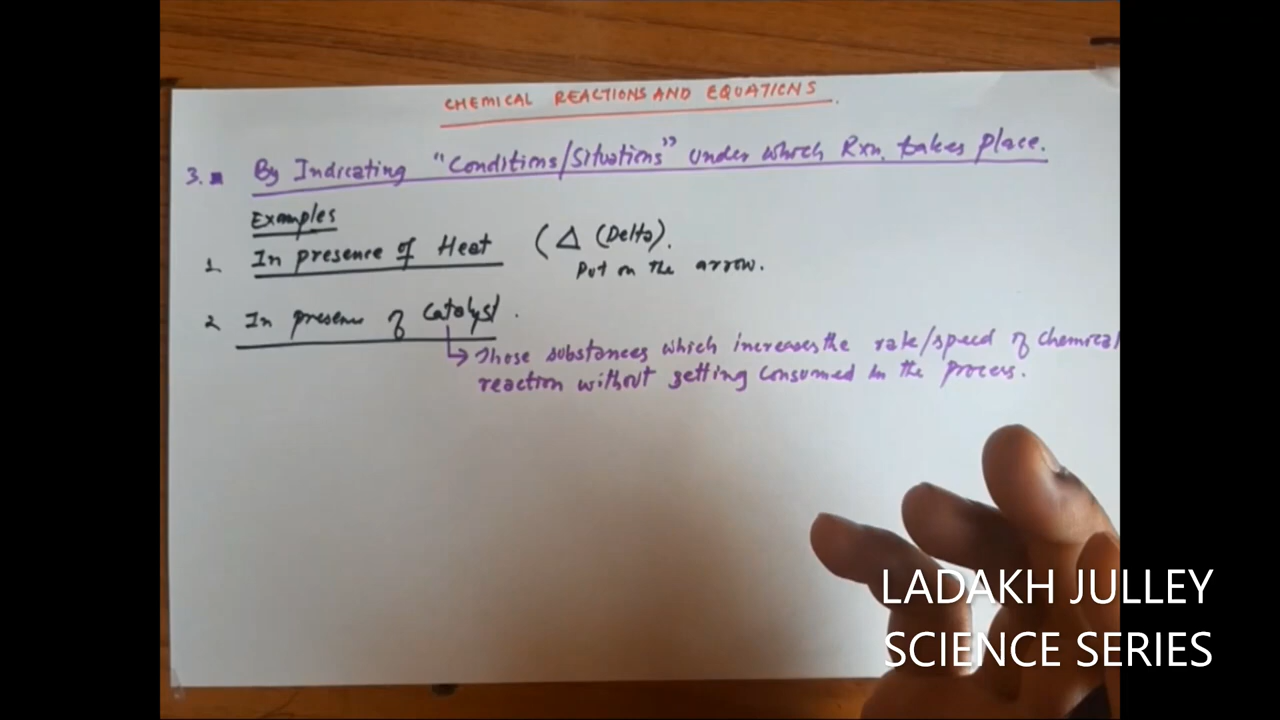 CHEMICAL REACTIONS AND EQUATIONS.
3. By Indicating "Conditions/Situations" under which Rxn. takes place.
Examples
1. In presence of Heat (Δ (Delta).
Put on the arrow.
2 In presence of Catalyst.
Those substances which increases the rate/speed of chemical
reaction without getting consumed in the process.
LADAKH JULLEY
SCIENCE SERIES